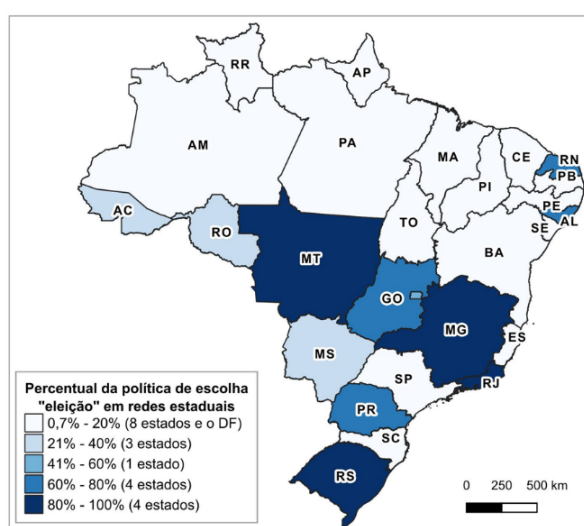 RR
AP
AM
PA
MA
CE
RN
PB
PI
PE
AL
SE
AC
RO
TO
BA
MT
GO
MG
ES
MS
SP
RJ
PR
SC
RS
Percentual da política de escolha
"eleição" em redes estaduais
0,7% - 20% (8 estados e o DF)
21% - 40% (3 estados)
41% - 60% (1 estado)
60% - 80% (4 estados)
80% - 100% (4 estados)
0 250 500 km